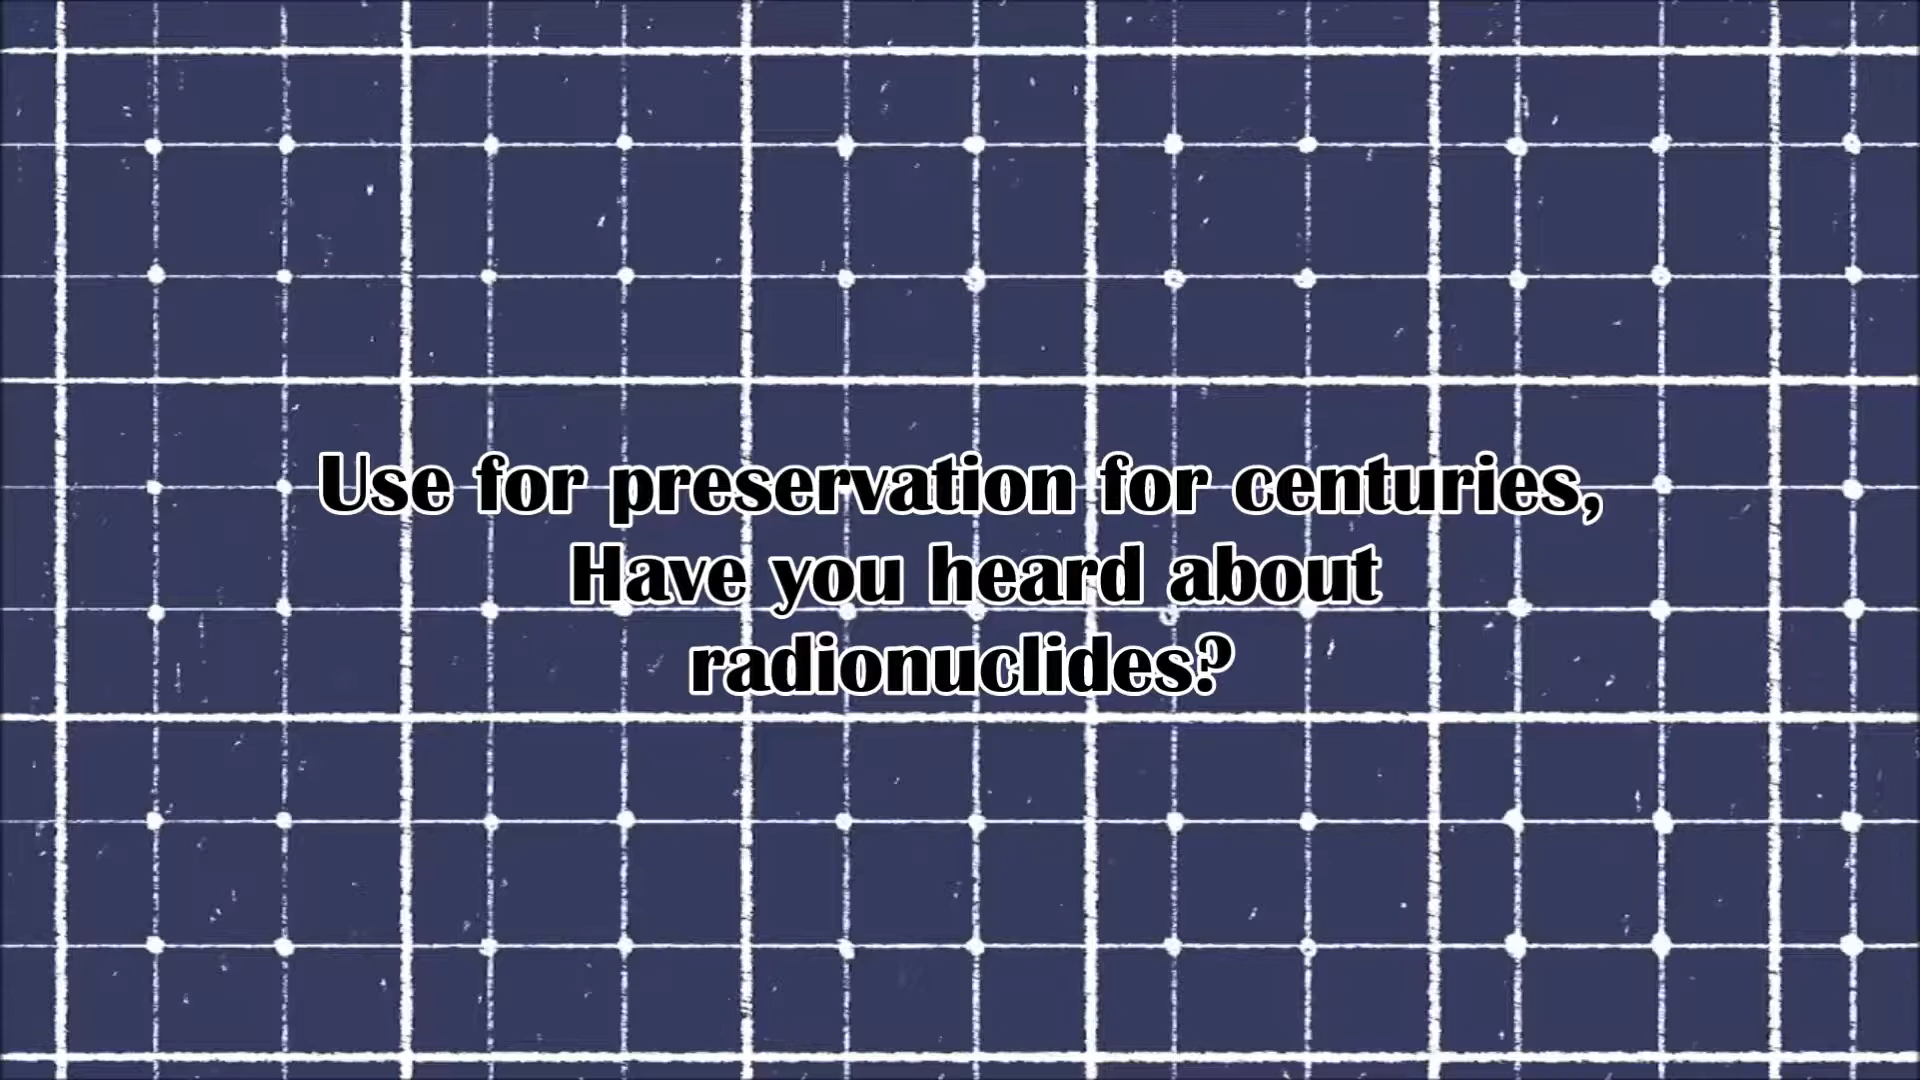 Use for preservation for centuries,
Have you heard about
radionuclides?